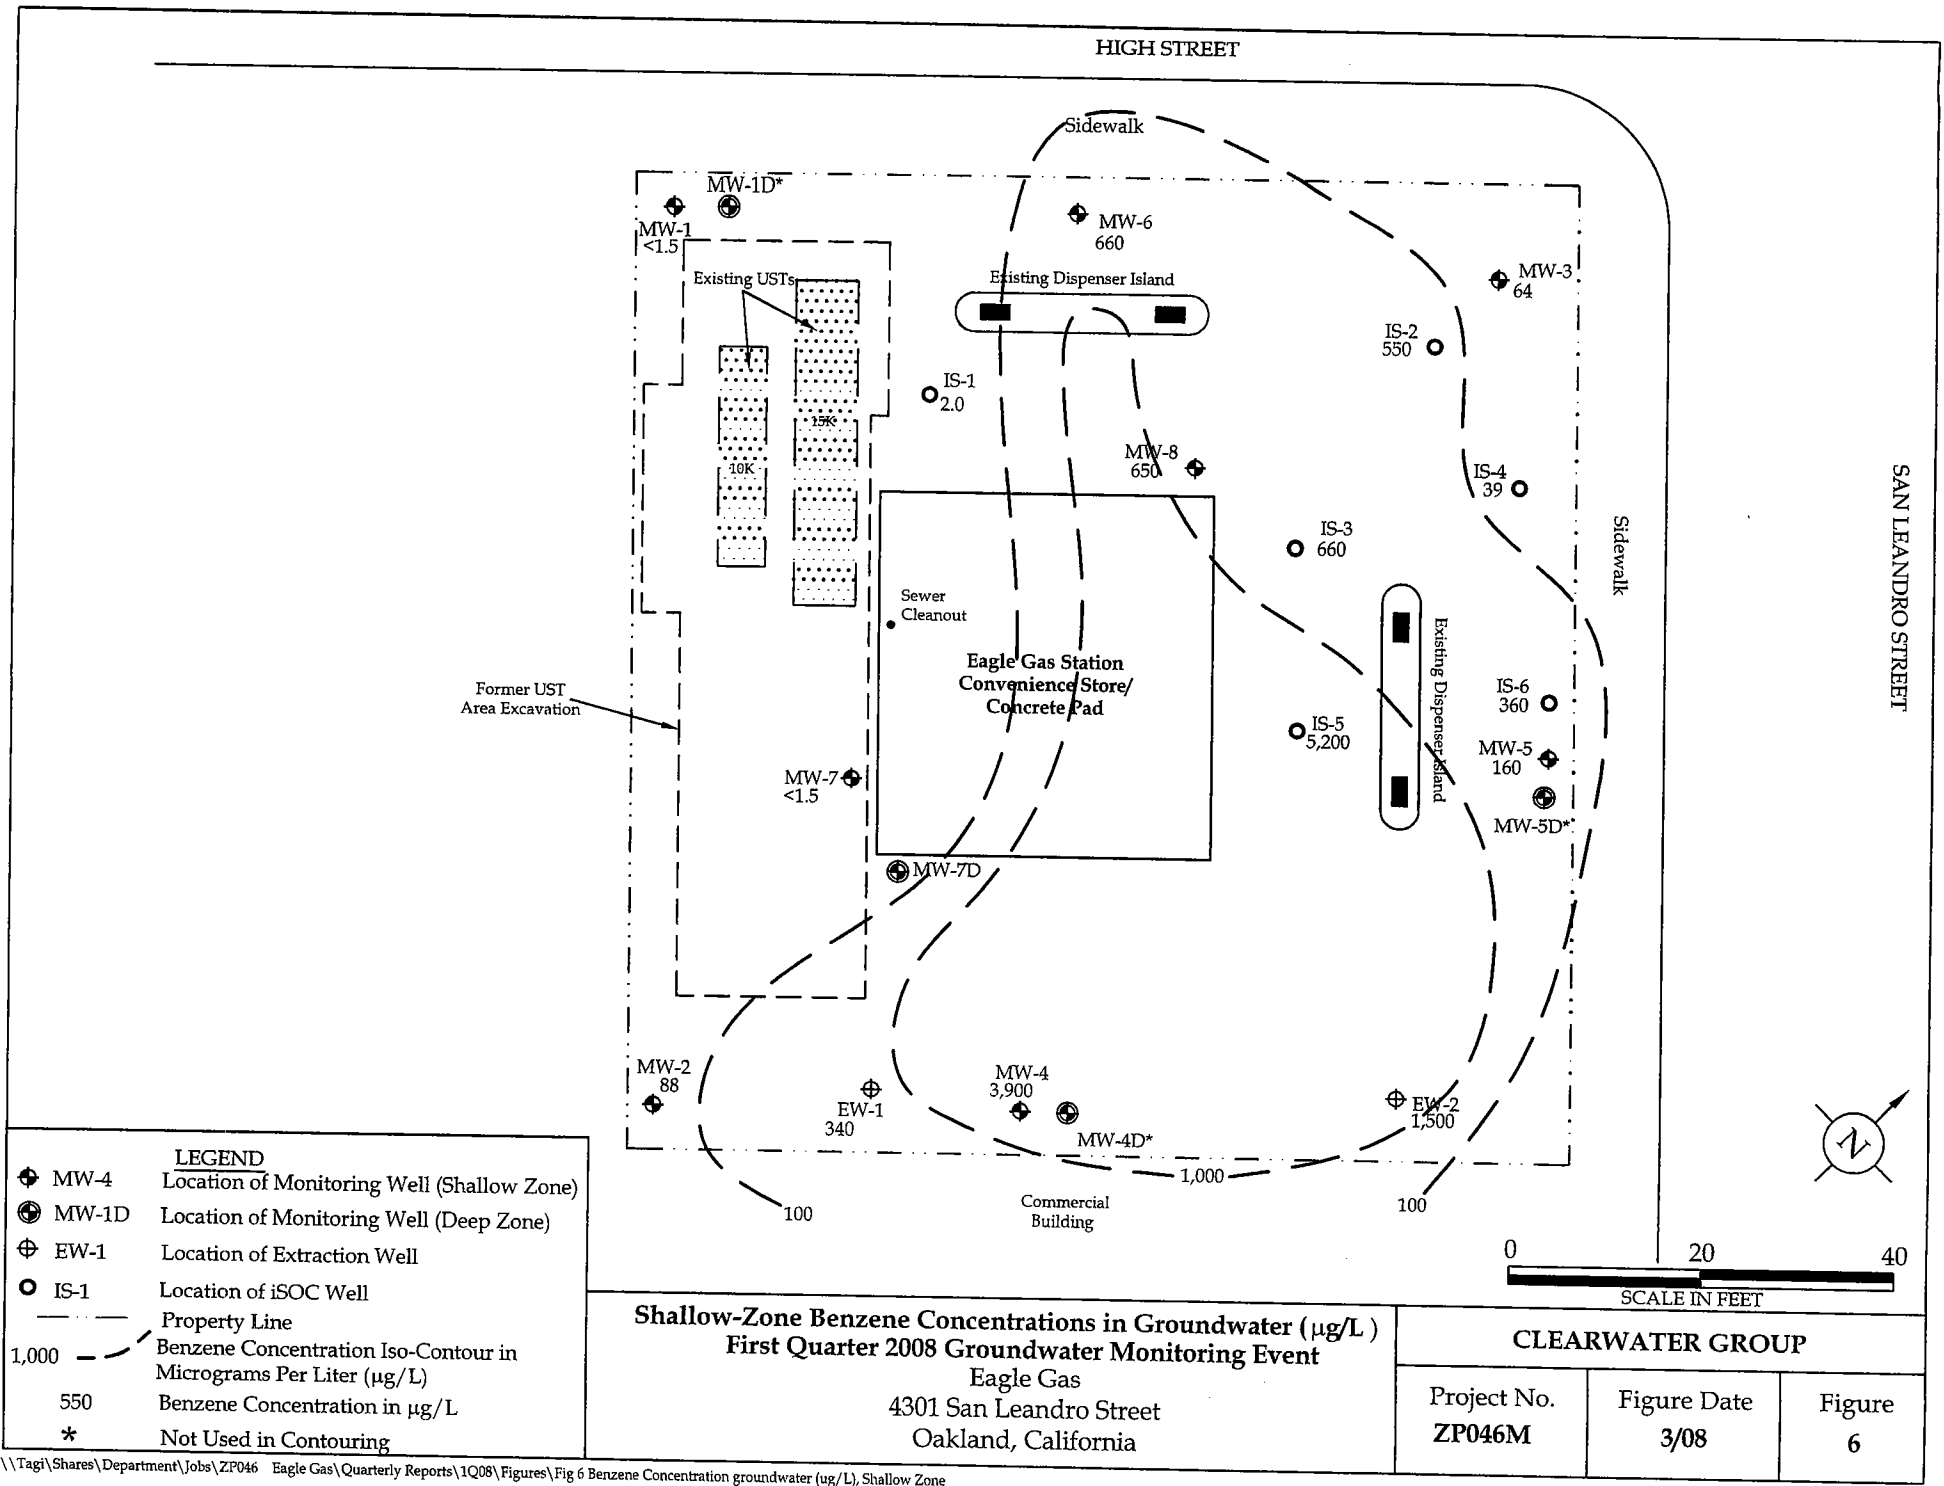 HIGH STREET
Sidewalk
MW-1D*
MW-1
<1.5
MW-6
660
Existing USTs
Existing Dispenser Island
MW-3
64
IS-2
550
IS-1
2.0
15K
10K
MW-8
650
IS-4
39
IS-3
660
Sidewalk
SAN LEANDRO STREET
Sewer
Cleanout
Eagle Gas Station
Convenience Store/
Concrete Pad
Existing Dispenser Island
Former UST
Area Excavation
IS-6
360
IS-5
5,200
MW-5
160
MW-7
<1.5
MW-5D*
MW-7D
MW-2
88
MW-4
3,900
EW-1
340
EW-2
1,500
MW-4D*
1,000
100
100
Commercial
Building
N
LEGEND
MW-4 Location of Monitoring Well (Shallow Zone)
MW-1D Location of Monitoring Well (Deep Zone)
EW-1 Location of Extraction Well
IS-1 Location of iSOC Well
Property Line
1,000 Benzene Concentration Iso-Contour in
Micrograms Per Liter (µg/L)
550 Benzene Concentration in µg/L
* Not Used in Contouring
0 20 40
SCALE IN FEET
Shallow-Zone Benzene Concentrations in Groundwater (µg/L )
First Quarter 2008 Groundwater Monitoring Event
Eagle Gas
4301 San Leandro Street
Oakland, California
CLEARWATER GROUP
Project No.
ZP046M
Figure Date
3/08
Figure
6
\\Tagi\Shares\Department\Jobs\ZP046 Eagle Gas\Quarterly Reports\1Q08\Figures\Fig 6 Benzene Concentration groundwater (ug/L), Shallow Zone